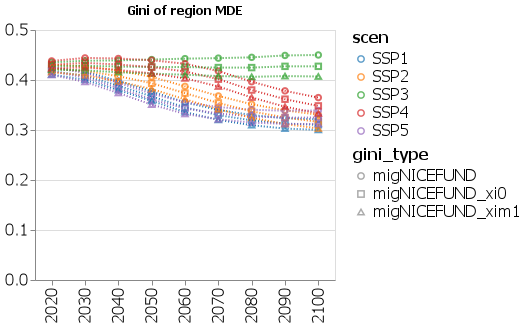 Gini of region MDE
0.5
0.4
0.3
0.2
0.1
0.0
2020
2030
2040
2050
2060
2070
2080
2090
2100
scen
SSP1
SSP2
SSP3
SSP4
SSP5
gini_type
migNICEFUND
migNICEFUND_xi0
migNICEFUND_xim1